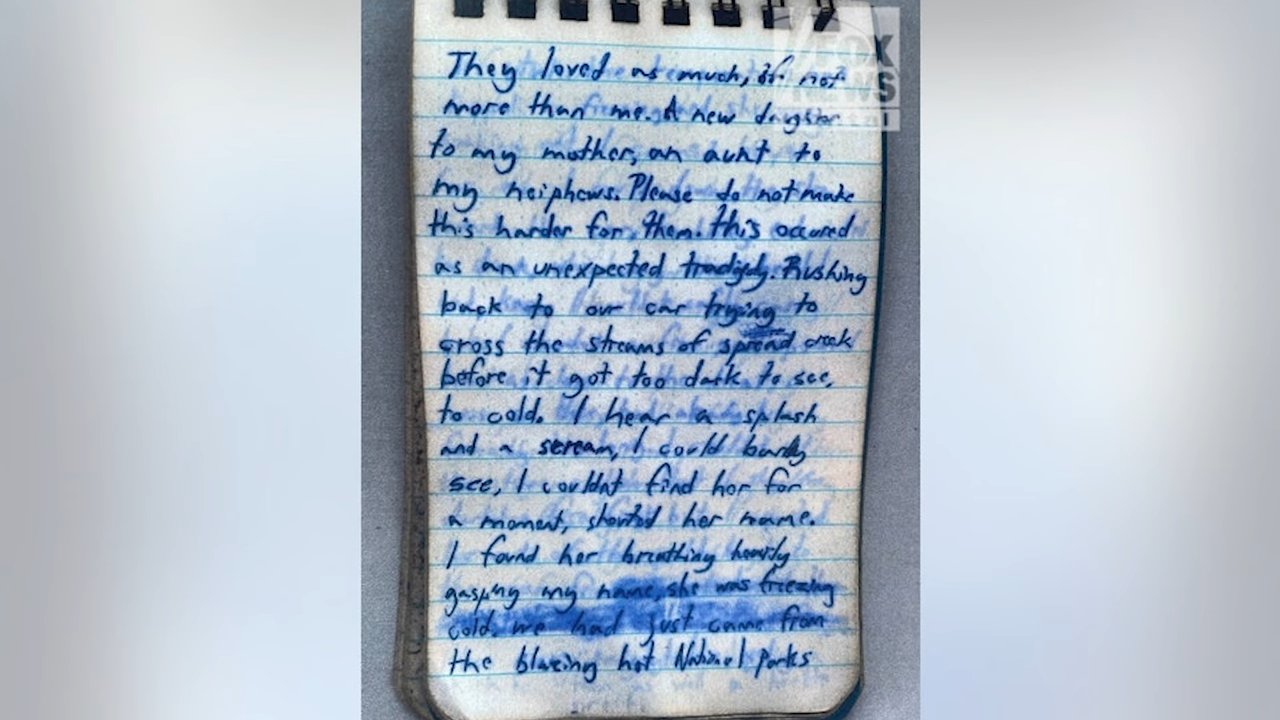 They loved as much, if not
more than me. A new daughter
to my mother, an aunt to
my neiphews. Please do not make
this harder for them. This occured
as an unexpected tradigdy. Rushing
back to our car trying to
cross the streams of spread creek
before it got too dark to see,
to cold. I hear a splash
and a scream, I could barely
see, I couldnt find her for
a moment, shouted her name.
I found her breathing heavily
gasping my name, she was freezing
cold, we had just came from
the blazing hot National Parks
FOX
NEWS